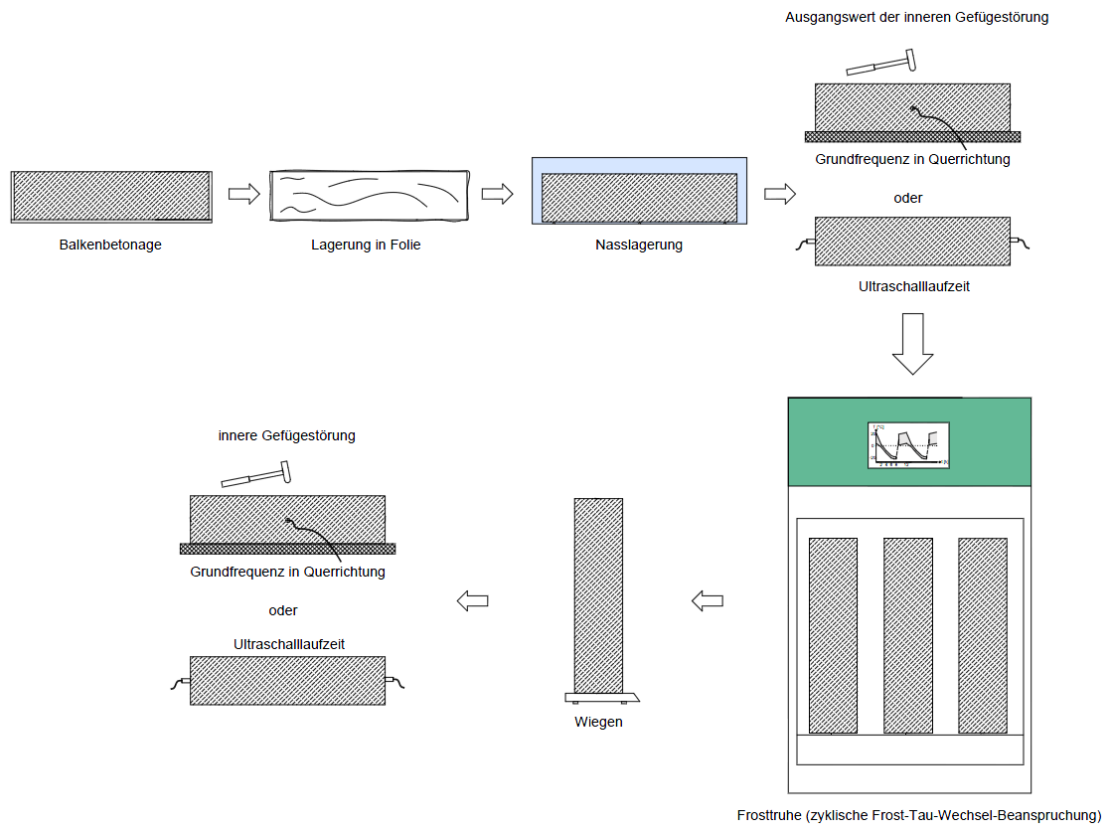 Ausgangswert der inneren Gefügestörung
Grundfrequenz in Querrichtung
oder
Ultraschalllaufzeit
Balkenbetonage
Lagerung in Folie
Nasslagerung
innere Gefügestörung
Grundfrequenz in Querrichtung
oder
Ultraschalllaufzeit
Wiegen
Frosttruhe (zyklische Frost-Tau-Wechsel-Beanspruchung)